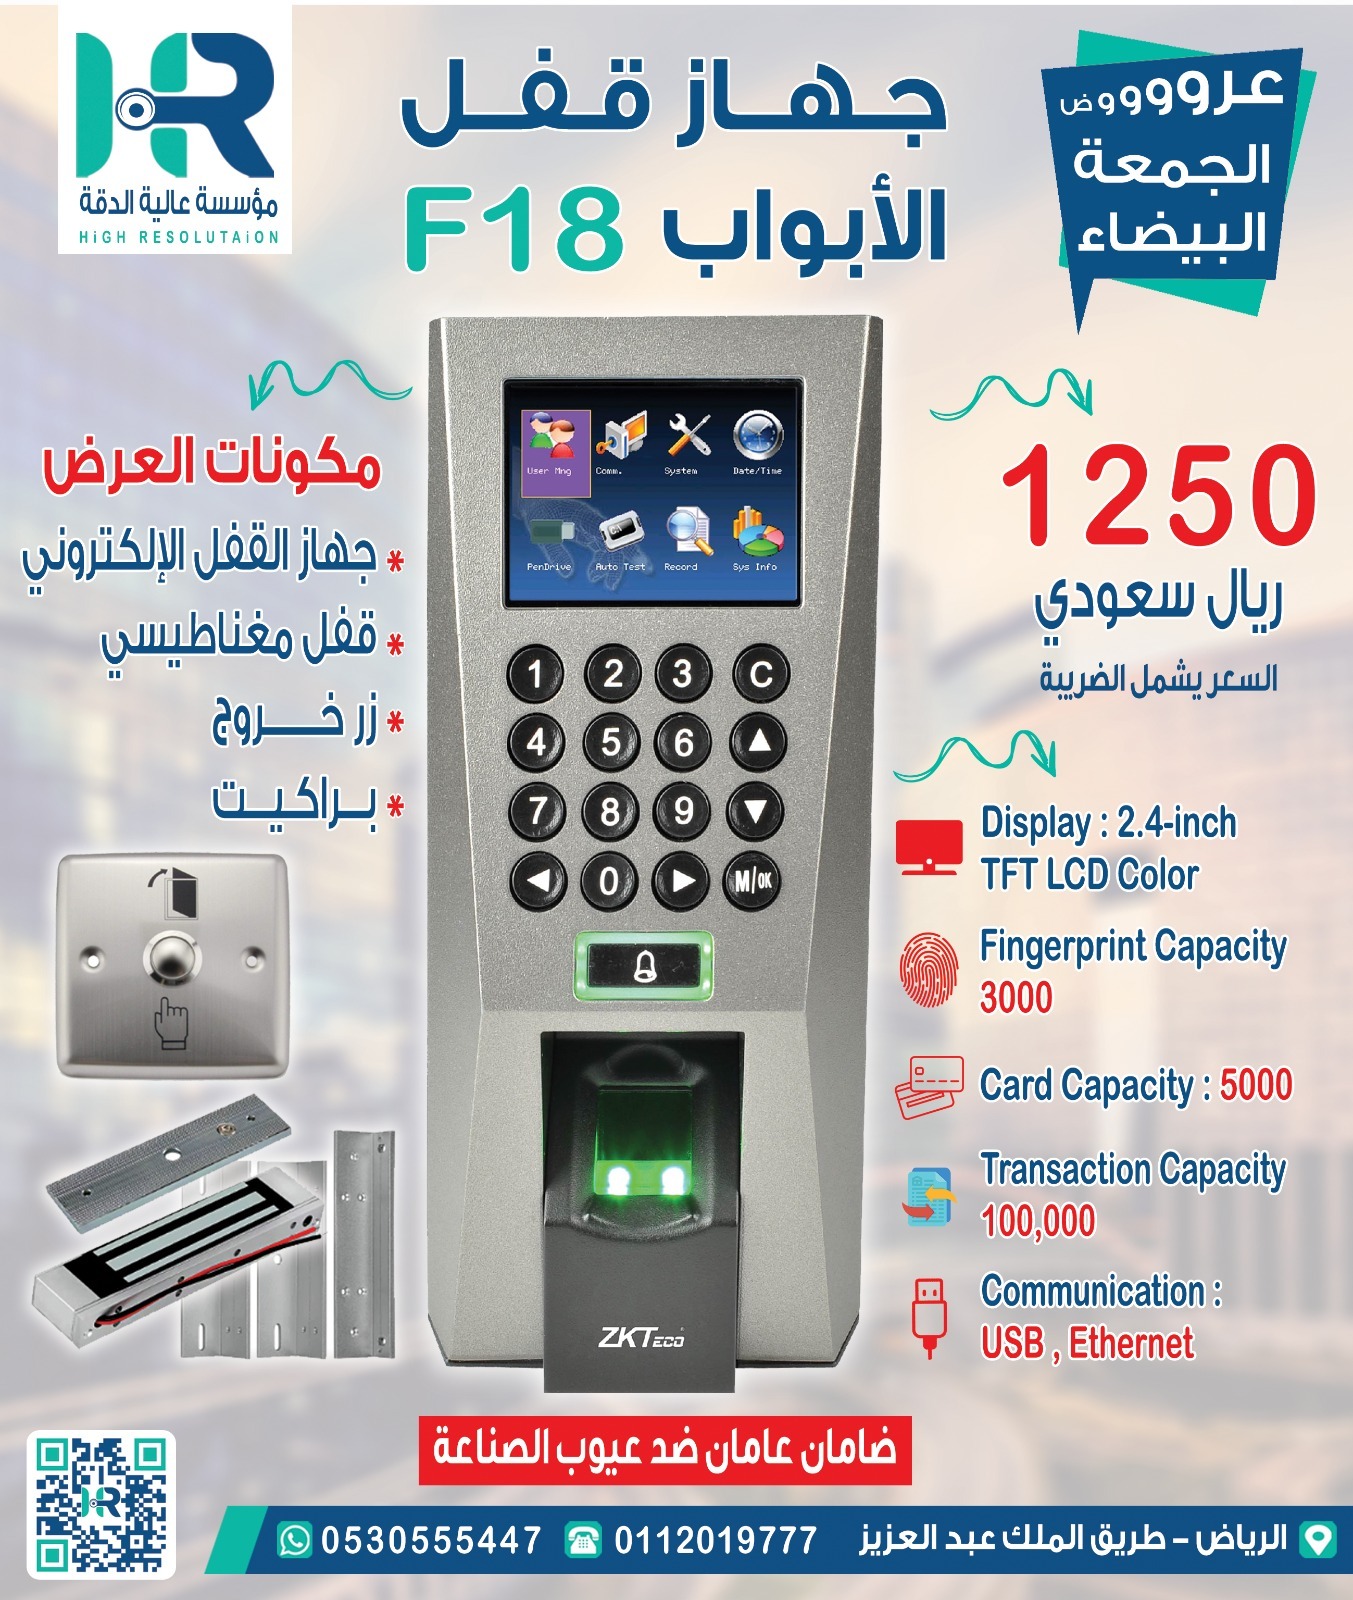 مؤسسة عالية الدقة
HiGH RESOLUTAiON
جهاز قفل
الأبواب F18
عروووووض
الجمعة
البيضاء
مكونات العرض
* جهاز القفل الإلكتروني
* قفل مغناطيسي
* زر خروج
* براكيت
1250
ريال سعودي
السعر يشمل الضريبة
User Mng Comm. System Date/Time
PenDrive Auto Test Record Sys Info
1 2 3 C
4 5 6
7 8 9
0 M/OK
ZKTeco
Display : 2.4-inch
TFT LCD Color
Fingerprint Capacity
3000
Card Capacity : 5000
Transaction Capacity
100,000
Communication :
USB , Ethernet
ضامان عامان ضد عيوب الصناعة
الرياض - طريق الملك عبد العزيز 0112019777 0530555447